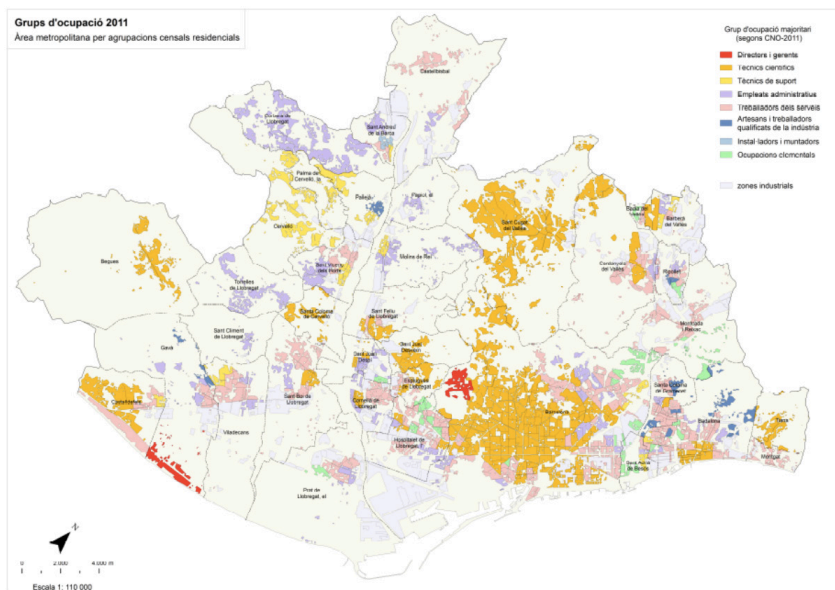 Grups d'ocupació 2011
Àrea metropolitana per agrupacions censals residencials
Grup d'ocupació majoritari
(segons CNO-2011)
Directors i gerents
Tècnics científics
Tècnics de suport
Empleats administratius
Treballadors dels serveis
Artesans i treballadors
qualificats de la indústria
Instal·ladors i muntadors
Ocupacions elementals
zones industrials
Castellbisbal
Corbera de
Llobregat
Sant Andreu
de la Barca
Palma de
Cervelló, la
Pallejà
Papiol, el
Cervelló
Sant Cugat
del Vallès
Badia del
Vallès
Barberà
del Vallès
Begues
Sant Vicenç
dels Horts
Molins de Rei
Cerdanyola
del Vallès
Ripollet
Torrelles
de Llobregat
Santa Coloma
de Cervelló
Sant Feliu
de Llobregat
Montcada
i Reixac
Sant Climent
de Llobregat
Gavà
Sant Just
Desvern
Sant Joan
Despí
Esplugues
de Llobregat
Santa Coloma
de Gramenet
Castelldefels
Sant Boi de
Llobregat
Cornellà de
Llobregat
Barcelona
Badalona
Tiana
Viladecans
Hospitalet de
Llobregat, l'
Sant Adrià
de Besòs
Montgat
Prat de
Llobregat, el
N
0 2.000 4.000 m
Escala 1: 110 000